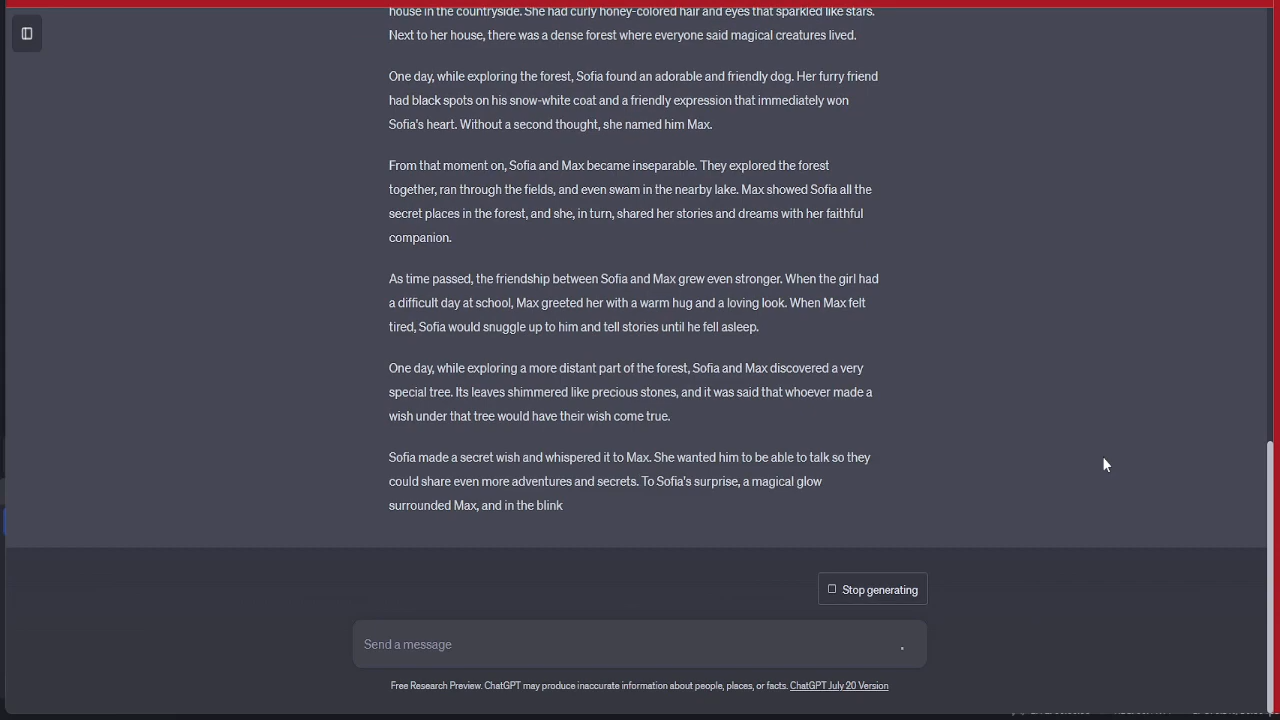 house in the countryside. She had curly honey-colored hair and eyes that sparkled like stars.
Next to her house, there was a dense forest where everyone said magical creatures lived.
One day, while exploring the forest, Sofia found an adorable and friendly dog. Her furry friend
had black spots on his snow-white coat and a friendly expression that immediately won
Sofia's heart. Without a second thought, she named him Max.
From that moment on, Sofia and Max became inseparable. They explored the forest
together, ran through the fields, and even swam in the nearby lake. Max showed Sofia all the
secret places in the forest, and she, in turn, shared her stories and dreams with her faithful
companion.
As time passed, the friendship between Sofia and Max grew even stronger. When the girl had
a difficult day at school, Max greeted her with a warm hug and a loving look. When Max felt
tired, Sofia would snuggle up to him and tell stories until he fell asleep.
One day, while exploring a more distant part of the forest, Sofia and Max discovered a very
special tree. Its leaves shimmered like precious stones, and it was said that whoever made a
wish under that tree would have their wish come true.
Sofia made a secret wish and whispered it to Max. She wanted him to be able to talk so they
could share even more adventures and secrets. To Sofia's surprise, a magical glow
surrounded Max, and in the blink
Stop generating
Send a message
Free Research Preview. ChatGPT may produce inaccurate information about people, places, or facts. ChatGPT July 20 Version